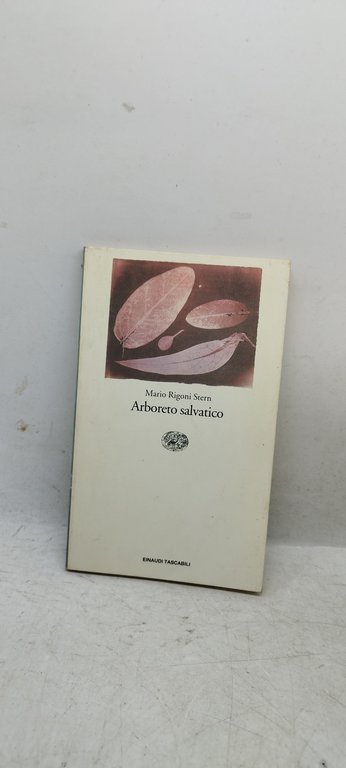 Mario Rigoni Stern
Arboreto salvatico
EINAUDI TASCABILI